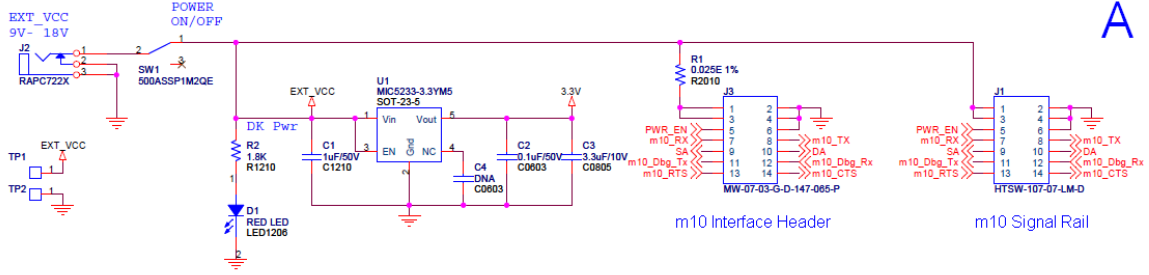 EXT_VCC
9V- 18V
POWER
ON/OFF
A
J2
RAPC722X
1
2
3
2
1
3
SW1
500ASSP1M2QE
TP1
1
EXT_VCC
TP2
1
DK Pwr
R2
1.8K
R1210
1
D1
RED LED
LED1206
2
EXT_VCC
C1
1uF/50V
C1210
U1
MIC5233-3.3YM5
SOT-23-5
1
Vin
Vout
5
3
EN
Gnd
NC
4
2
C4
DNA
C0603
3.3V
C2
0.1uF/50V
C0603
C3
3.3uF/10V
C0805
R1
0.025E 1%
R2010
J3
1 2
3 4
PWR_EN 5 6
m10_RX 7 8 m10_TX
SA 9 10 DA
m10_Dbg_Tx 11 12 m10_Dbg_Rx
m10_RTS 13 14 m10_CTS
MW-07-03-G-D-147-065-P
m10 Interface Header
J1
1 2
3 4
PWR_EN 5 6
m10_RX 7 8 m10_TX
SA 9 10 DA
m10_Dbg_Tx 11 12 m10_Dbg_Rx
m10_RTS 13 14 m10_CTS
HTSW-107-07-LM-D
m10 Signal Rail